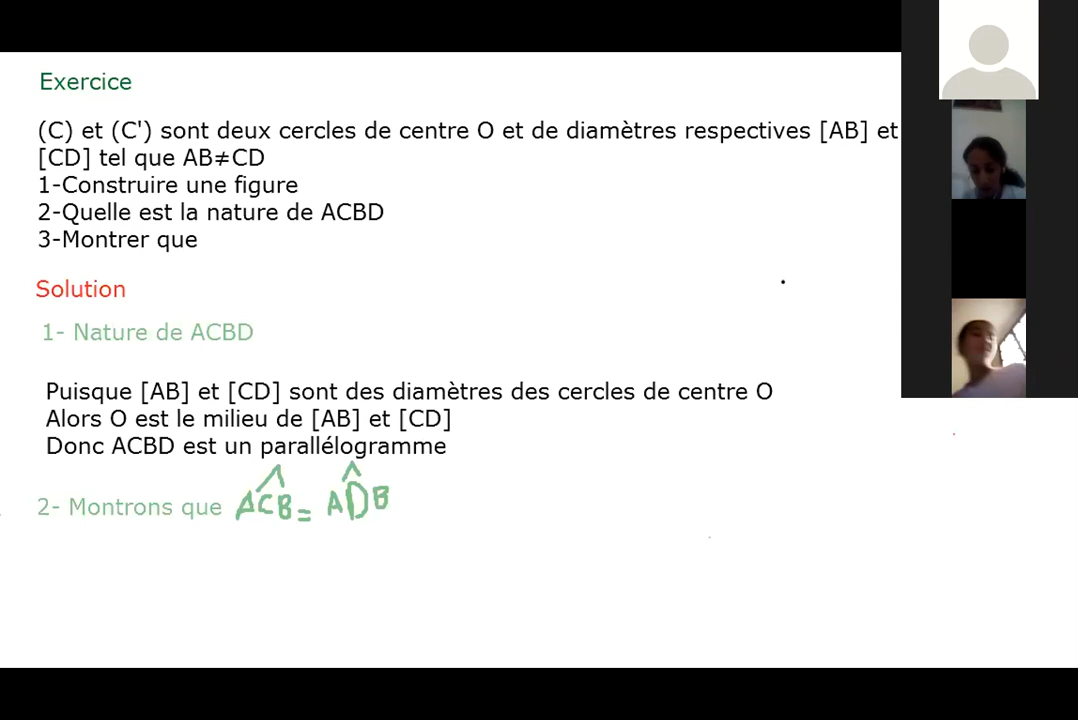 Exercice
(C) et (C') sont deux cercles de centre O et de diamètres respectives [AB] et
[CD] tel que AB≠CD
1-Construire une figure
2-Quelle est la nature de ACBD
3-Montrer que
Solution
1- Nature de ACBD
Puisque [AB] et [CD] sont des diamètres des cercles de centre O
Alors O est le milieu de [AB] et [CD]
Donc ACBD est un parallélogramme
2- Montrons que ACB = ADB